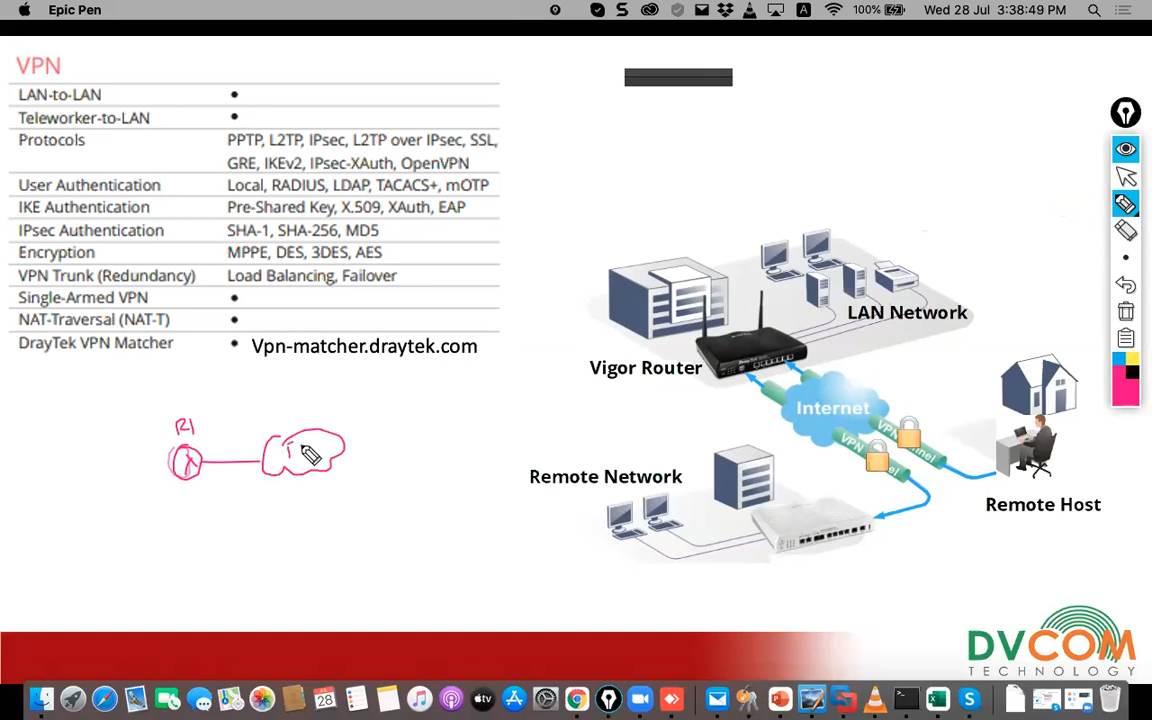 Epic Pen
100%
Wed 28 Jul 3:38:49 PM
VPN
LAN-to-LAN •
Teleworker-to-LAN •
Protocols PPTP, L2TP, IPsec, L2TP over IPsec, SSL,
GRE, IKEv2, IPsec-XAuth, OpenVPN
User Authentication Local, RADIUS, LDAP, TACACS+, mOTP
IKE Authentication Pre-Shared Key, X.509, XAuth, EAP
IPsec Authentication SHA-1, SHA-256, MD5
Encryption MPPE, DES, 3DES, AES
VPN Trunk (Redundancy) Load Balancing, Failover
Single-Armed VPN •
NAT-Traversal (NAT-T) •
DrayTek VPN Matcher • Vpn-matcher.draytek.com
R1
LAN Network
Vigor Router
Internet
VPN
VPN
Remote Network
Remote Host
DVCOM
TECHNOLOGY